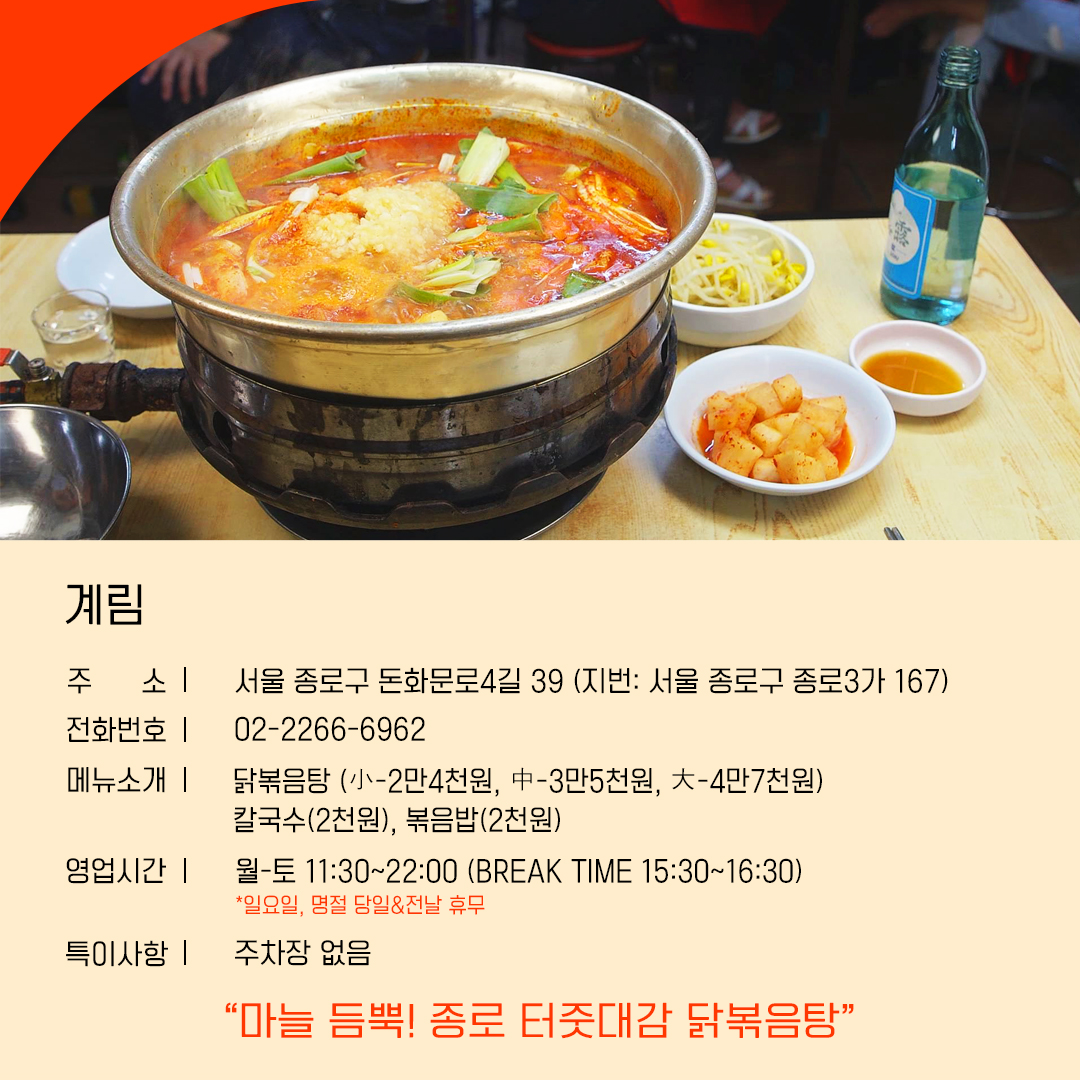 露
계림
주 소 | 서울 종로구 돈화문로4길 39 (지번: 서울 종로구 종로3가 167)
전화번호 | 02-2266-6962
메뉴소개 | 닭볶음탕 (小-2만4천원, 中-3만5천원, 大-4만7천원)
칼국수(2천원), 볶음밥(2천원)
영업시간 | 월-토 11:30~22:00 (BREAK TIME 15:30~16:30)
*일요일, 명절 당일&전날 휴무
특이사항 | 주차장 없음
“마늘 듬뿍! 종로 터줏대감 닭볶음탕”